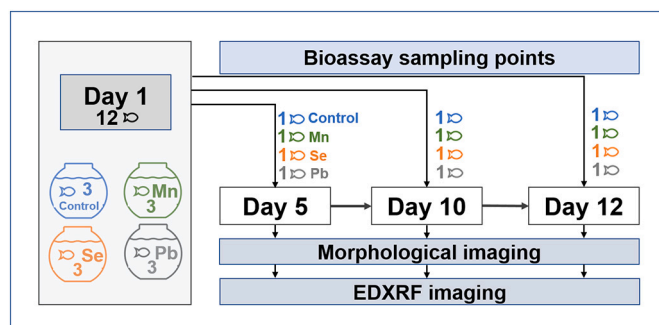 Bioassay sampling points
Day 1
12
1 Control
1 Mn
1 Se
1 Pb
1
1
1
1
1
1
1
1
3
Control
Mn
3
Se
3
Pb
3
Day 5
Day 10
Day 12
Morphological imaging
EDXRF imaging